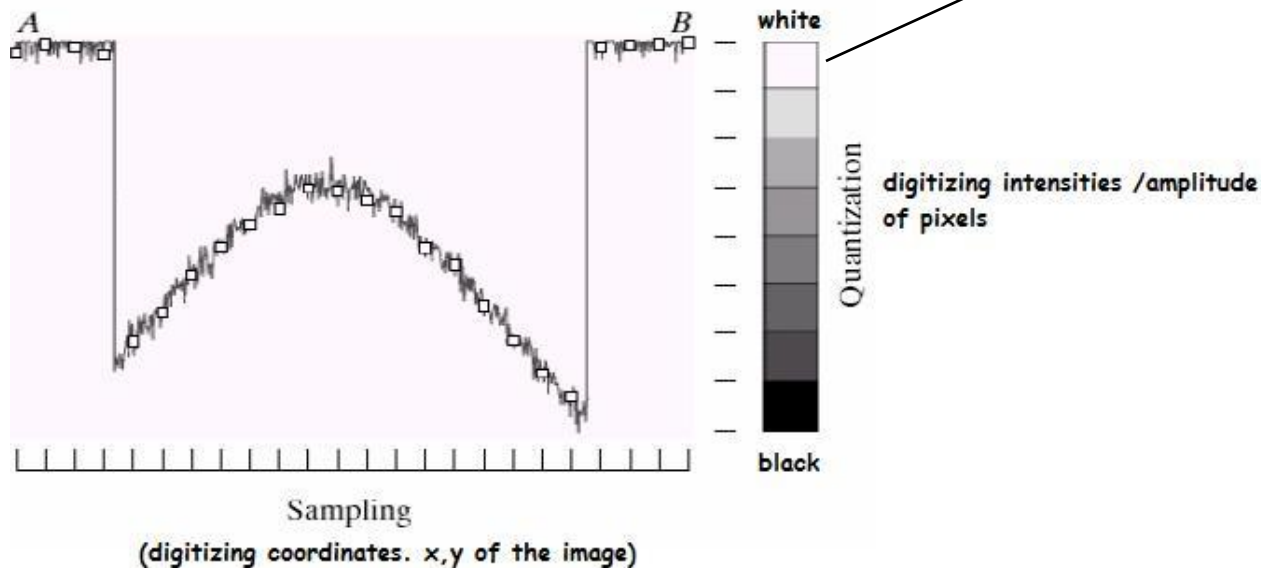 A
B
white
Quantization
digitizing intensities /amplitude
of pixels
black
Sampling
(digitizing coordinates. x,y of the image)